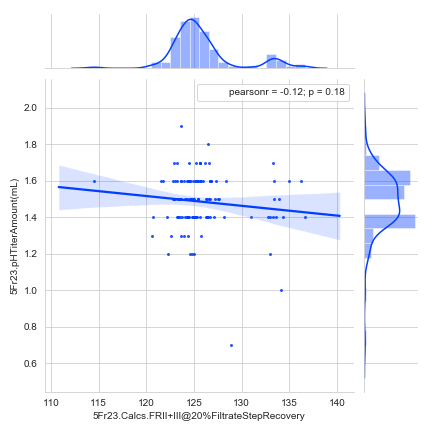 pearsonr = -0.12; p = 0.18
2.0
1.8
1.6
1.4
1.2
1.0
0.8
0.6
5Fr23.pHTiterAmount(mL)
110 115 120 125 130 135 140
5Fr23.Calcs.FRII+III@20%FiltrateStepRecovery